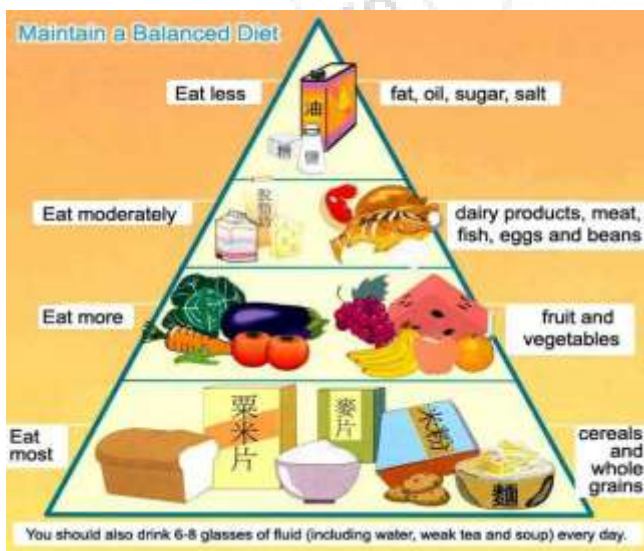 Maintain a Balanced Diet
Eat less
油
糖
鹽
fat, oil, sugar, salt
Eat moderately
dairy products, meat,
fish, eggs and beans
Eat more
fruit and
vegetables
Eat
most
粟米片
麥片
米粉
麵
cereals
and
whole
grains
You should also drink 6-8 glasses of fluid (including water, weak tea and soup) every day.